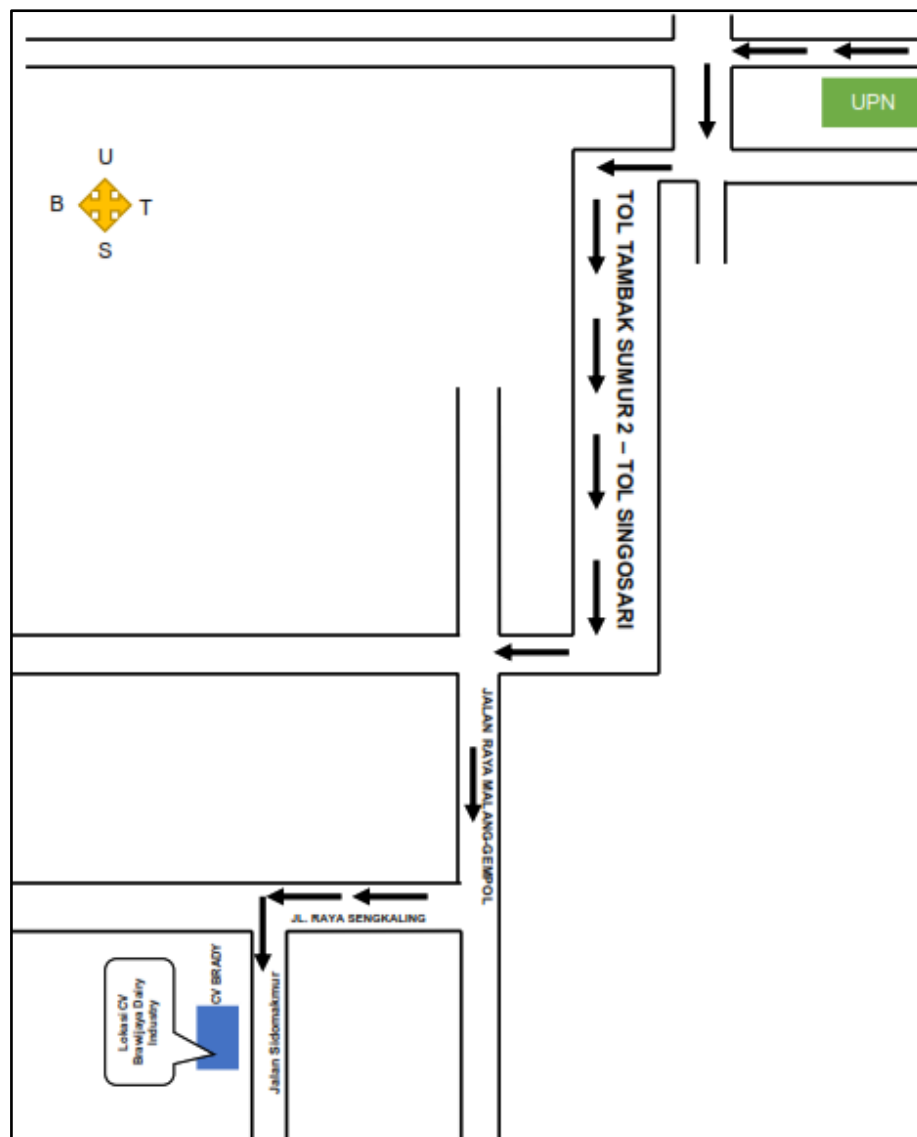 UPN
U
B
T
S
TOL TAMBAK SUMUR 2 – TOL SINGOSARI
JALAN RAYA MALANG-GEMPOL
JL. RAYA SENGKALING
CV BRADY
Lokasi CV
Brawijaya Dairy
Industry
Jalan Sidomakmur